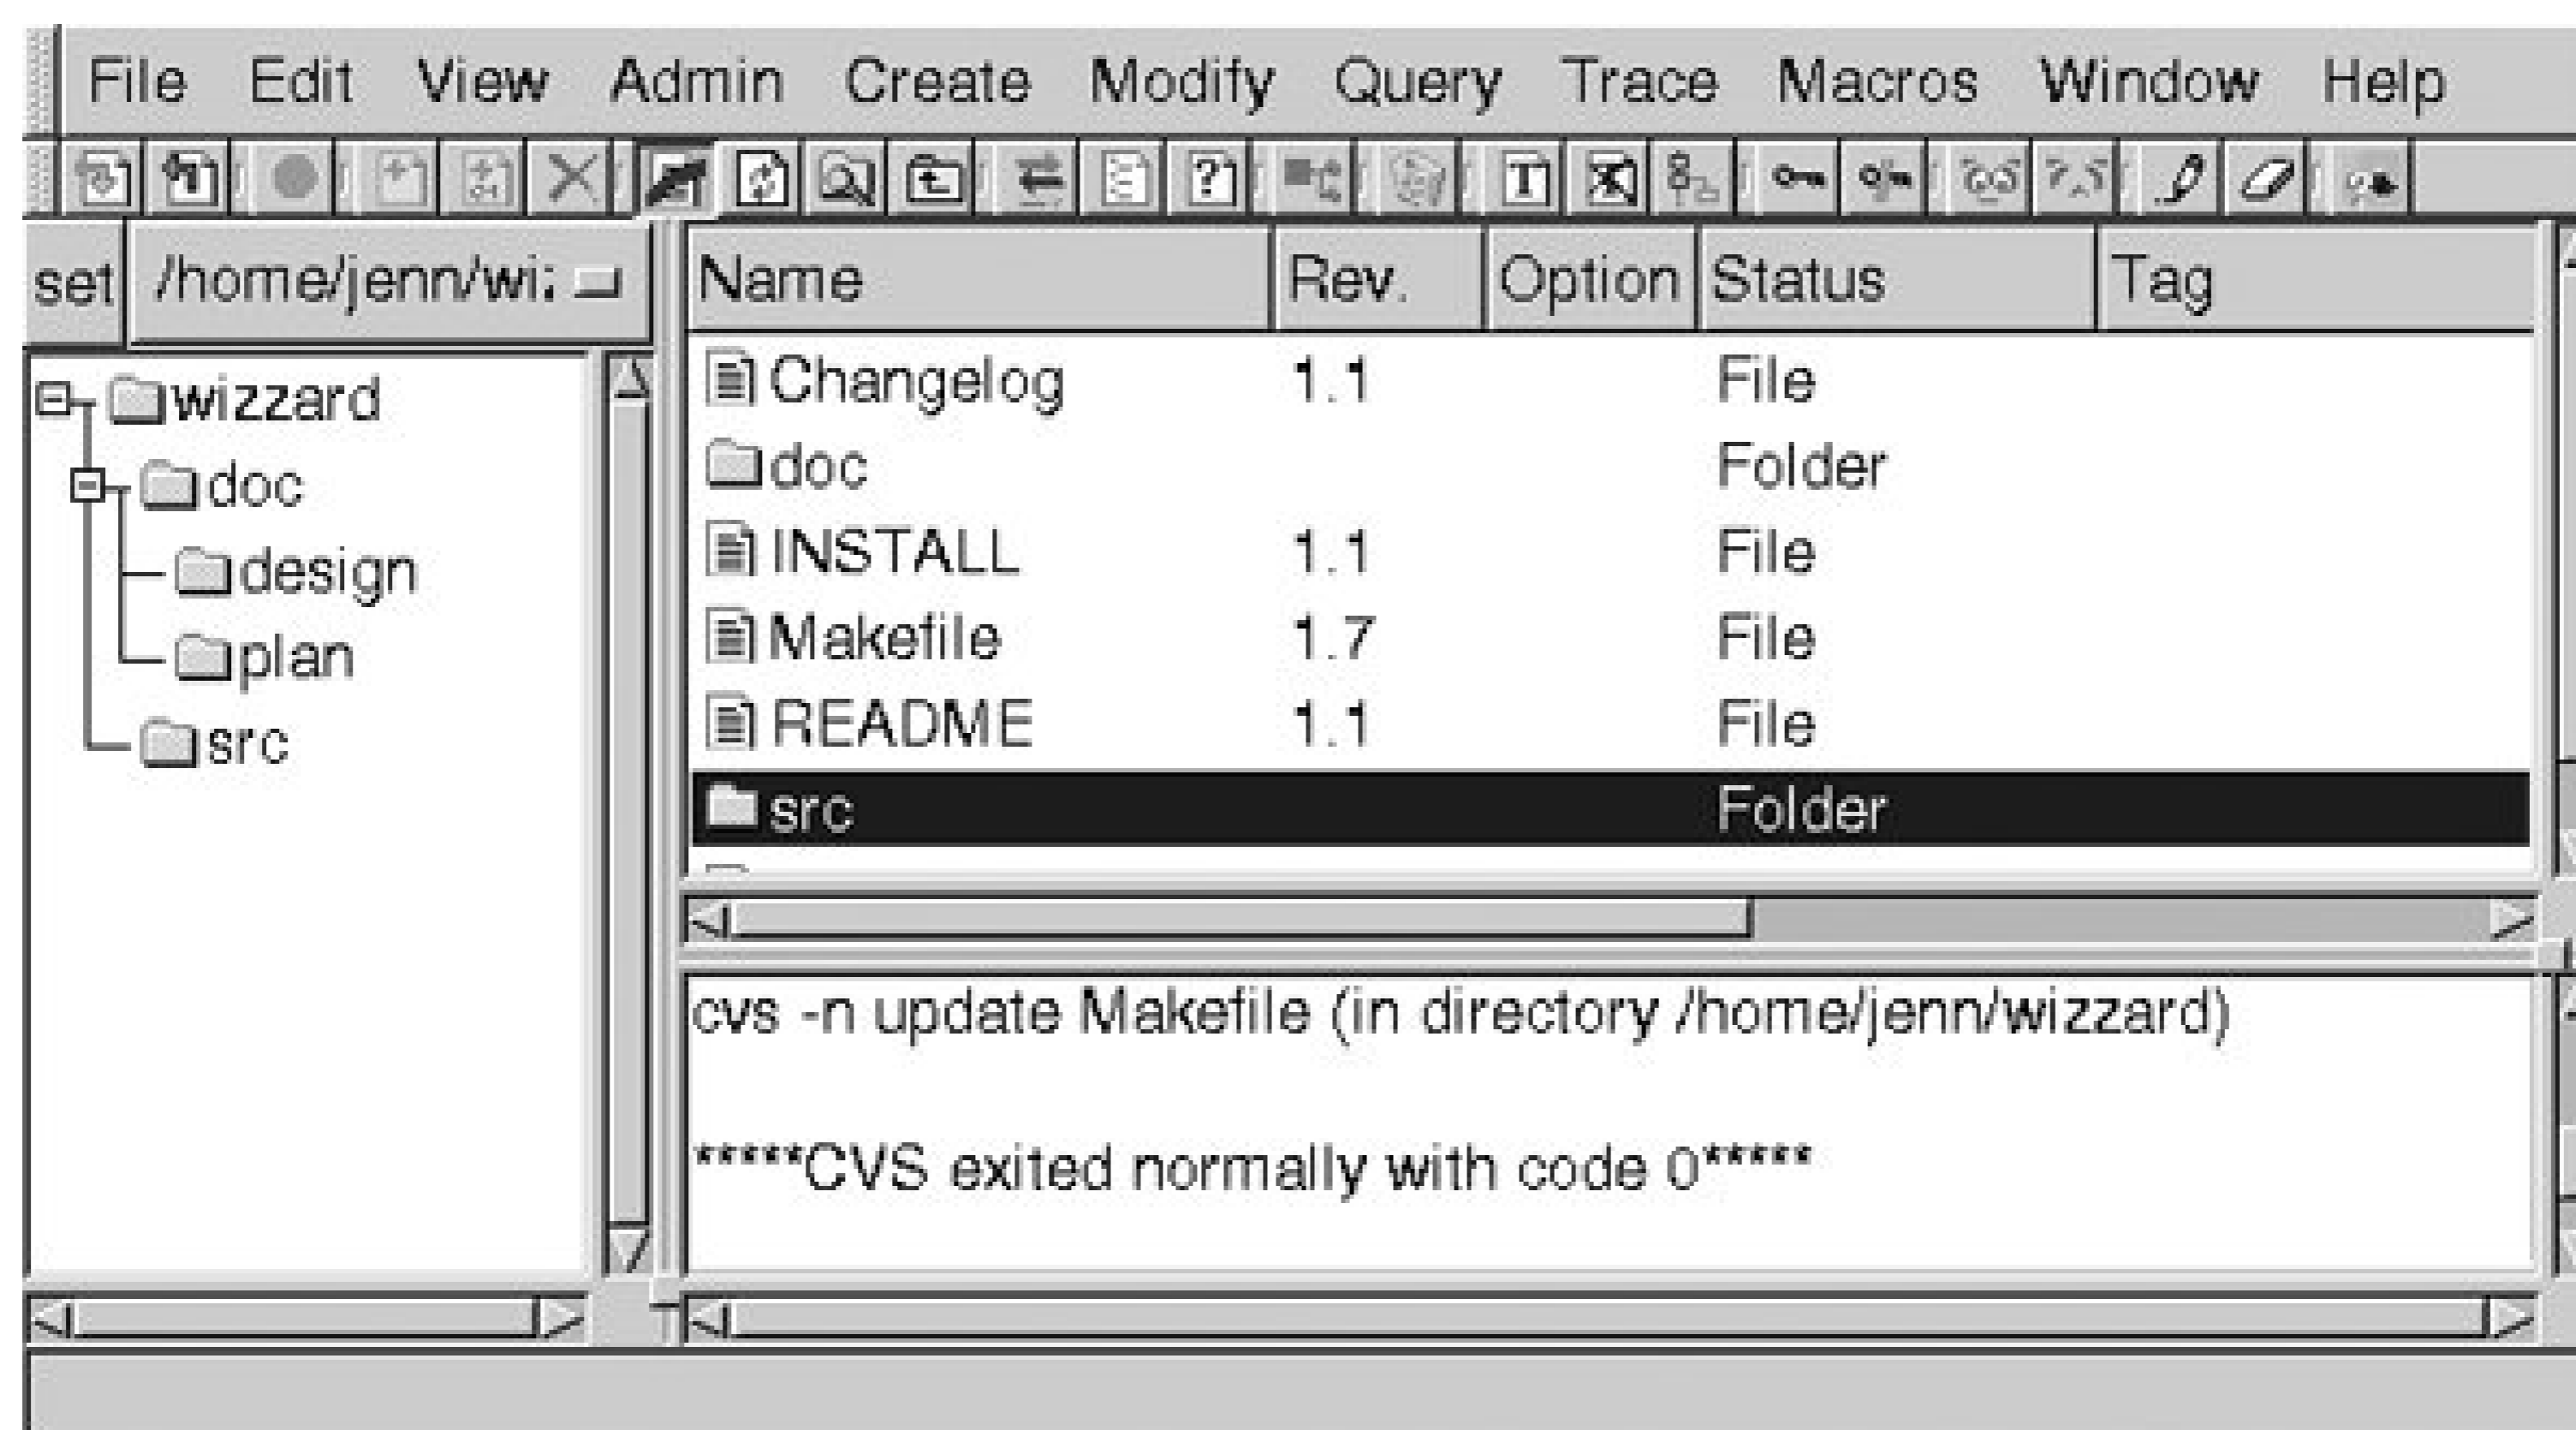 File Edit View Admin Create Modify Query Trace Macros Window Help
set /home/jenn/wi
Name Rev. Option Status Tag
wizzard
doc
design
plan
src
Changelog 1.1 File
doc Folder
INSTALL 1.1 File
Makefile 1.7 File
README 1.1 File
src Folder
cvs -n update Makefile (in directory /home/jenn/wizzard)
*****CVS exited normally with code 0*****